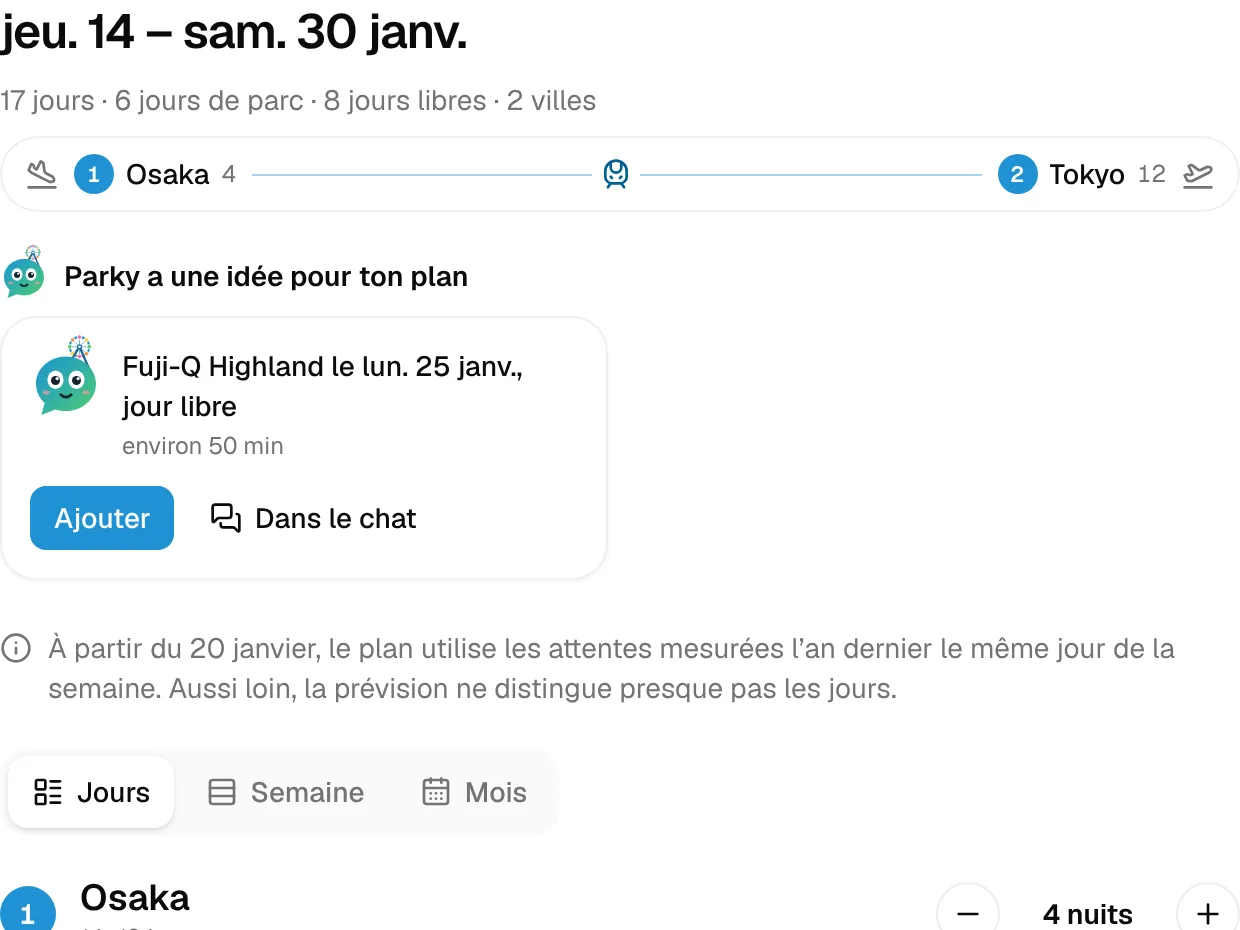 jeu. 14 – sam. 30 janv.
17 jours · 6 jours de parc · 8 jours libres · 2 villes
1 Osaka 4 2 Tokyo 12
Parky a une idée pour ton plan
Fuji-Q Highland le lun. 25 janv.,
jour libre
environ 50 min
Ajouter Dans le chat
À partir du 20 janvier, le plan utilise les attentes mesurées l’an dernier le même jour de la
semaine. Aussi loin, la prévision ne distingue presque pas les jours.
Jours Semaine Mois
1 Osaka 4 nuits